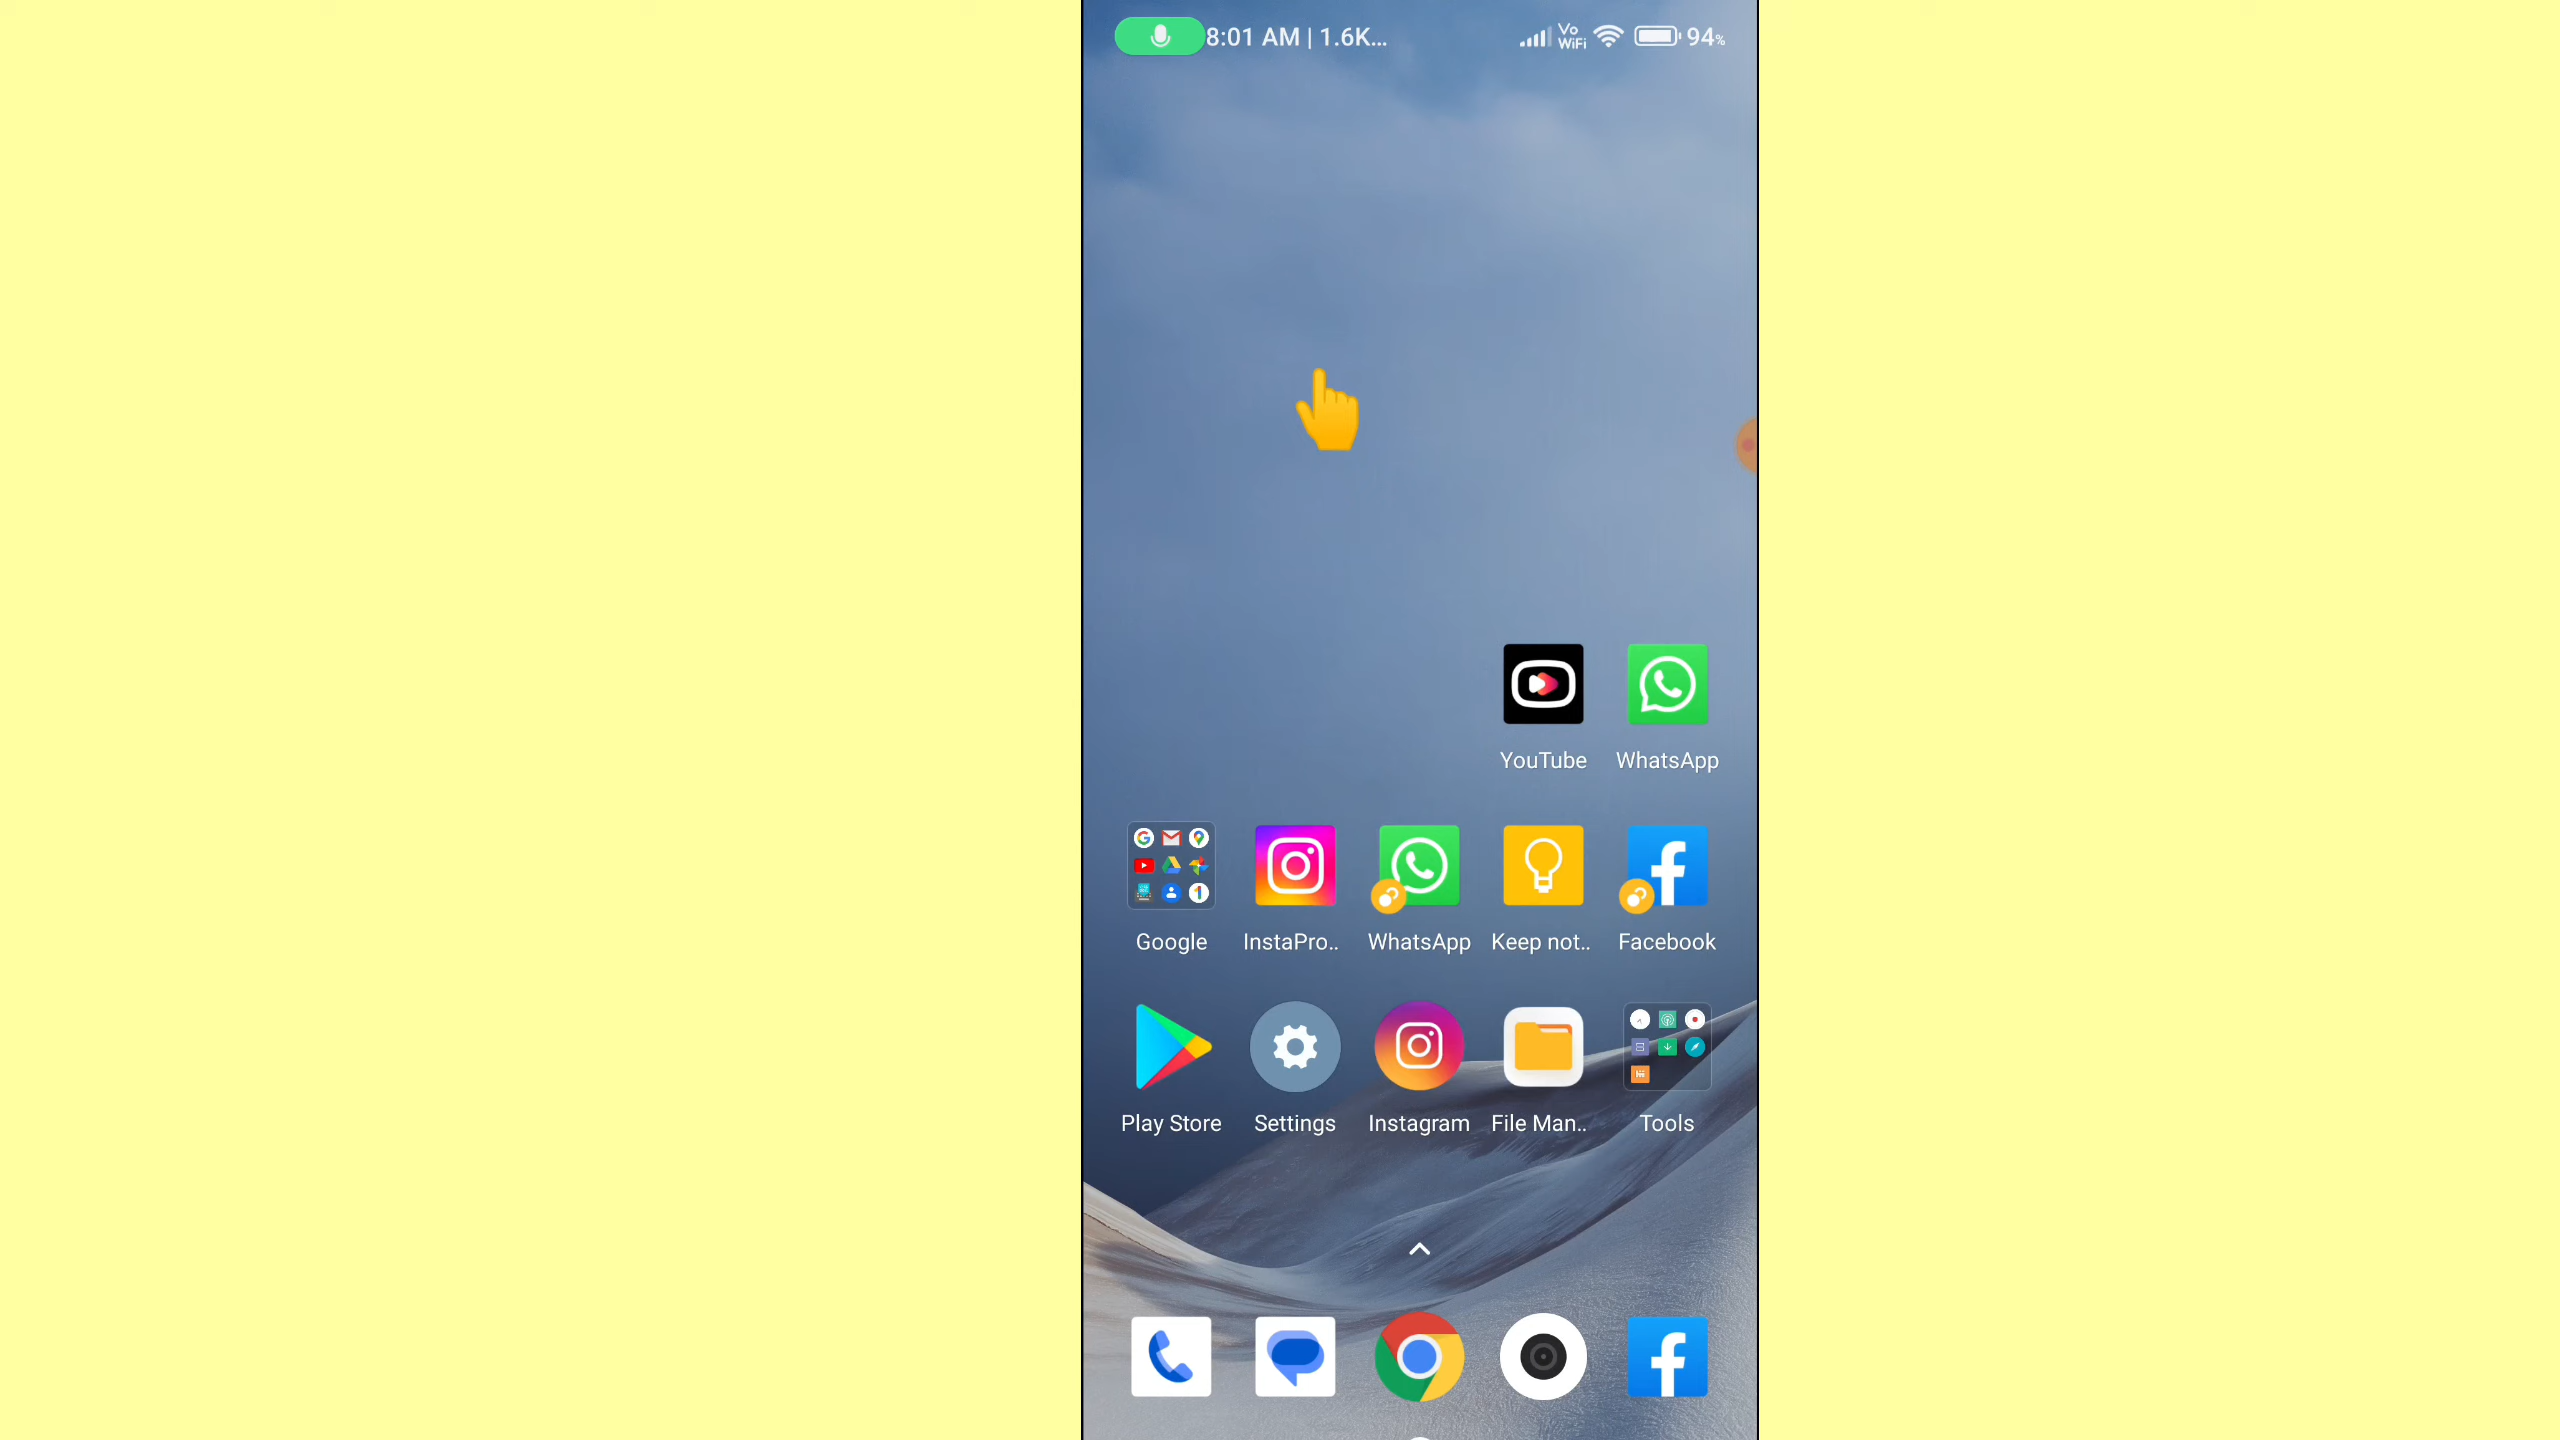 8:01 AM | 1.6K...
Vo WiFi
94%
YouTube
WhatsApp
Google
InstaPro..
WhatsApp
Keep not..
Facebook
Play Store
Settings
Instagram
File Man..
Tools